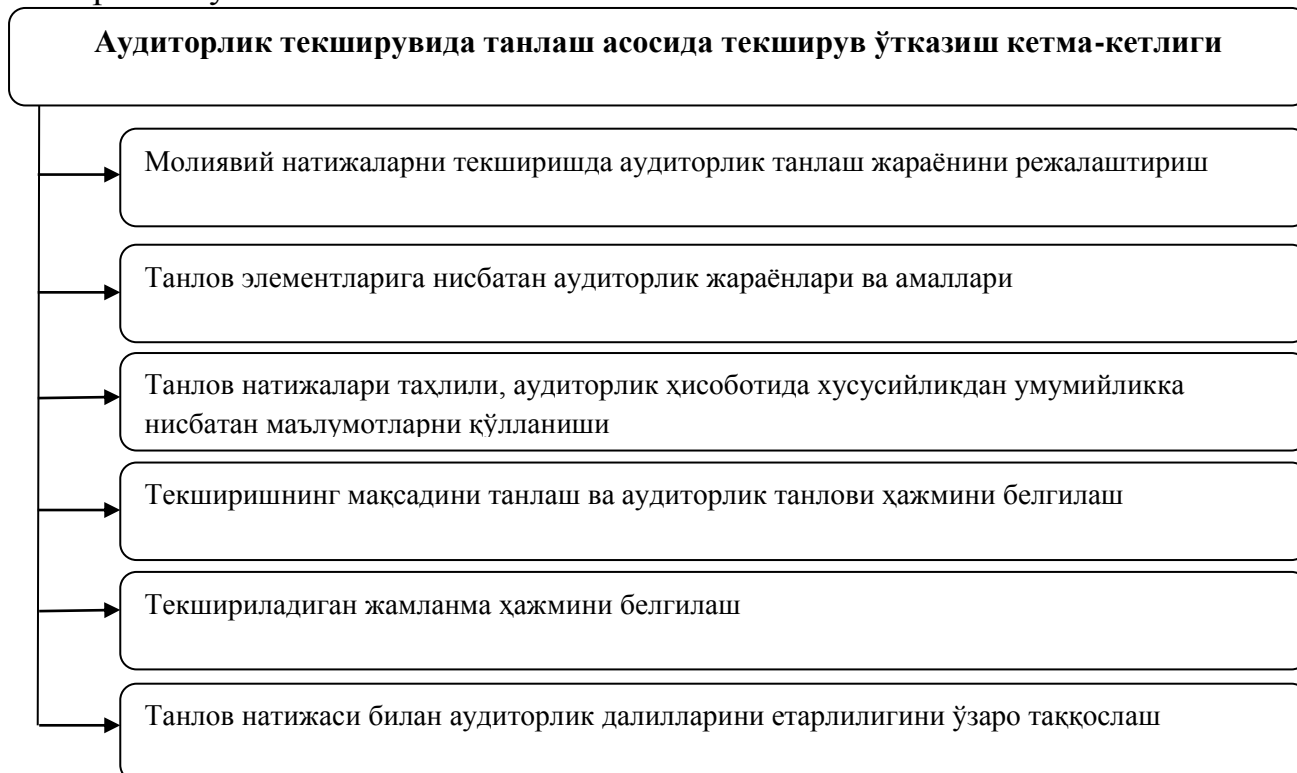 Аудиторлик текширувида танлаш асосида текширув ўтказиш кетма-кетлиги
Молиявий натижаларни текширишда аудиторлик танлаш жараёнини режалаштириш
Танлов элементларига нисбатан аудиторлик жараёнлари ва амаллари
Танлов натижалари таҳлили, аудиторлик ҳисоботида хусусийликдан умумийликка
нисбатан маълумотларни қўлланиши
Текширишнинг мақсадини танлаш ва аудиторлик танлови ҳажмини белгилаш
Текшириладиган жамланма ҳажмини белгилаш
Танлов натижаси билан аудиторлик далилларини етарлилигини ўзаро таққослаш